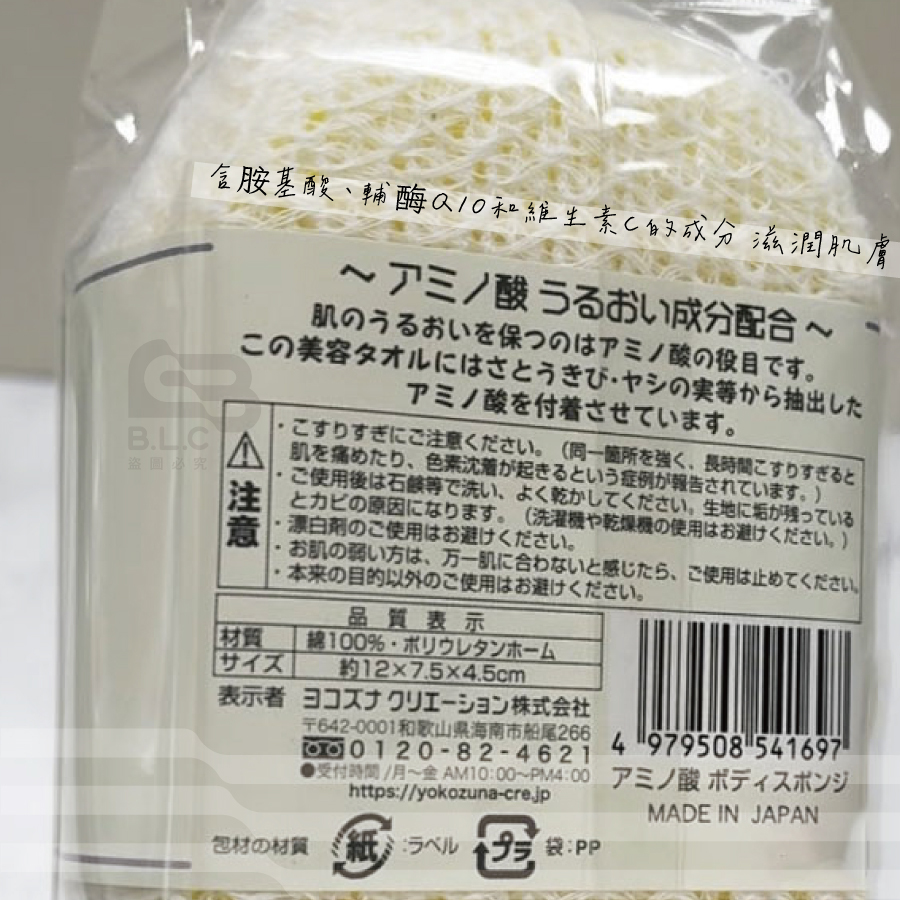 含胺基酸、輔酶Q10和維生素C的成分 滋潤肌膚
～ アミノ酸 うるおい成分配合 ～
肌のうるおいを保つのはアミノ酸の役目です。
この美容タオルにはさとうきび・ヤシの実等から抽出した
アミノ酸を付着させています。
B.L.C
盜圖必究
注意
・こすりすぎにご注意ください。（同一箇所を強く、長時間こすりすぎると
肌を痛めたり、色素沈着が起きるという症例が報告されています。）
・ご使用後は石鹸等で洗い、よく乾かしてください。生地に垢が残っている
とカビの原因になります。（洗濯機や乾燥機の使用はお避けください。）
・漂白剤のご使用はお避けください。
・お肌の弱い方は、万一肌に合わないと感じたら、ご使用は止めてください。
・本来の目的以外のご使用はお避けください。
品質表示
材質 綿100%・ポリウレタンホーム
サイズ 約12×7.5×4.5cm
表示者 ヨコズナクリエーション株式会社
〒642-0001和歌山県海南市船尾266
0120-82-4621
●受付時間/月～金 AM10:00～PM4:00
https://yokozuna-cre.jp
4 979508 541697
アミノ酸 ボディスポンジ
MADE IN JAPAN
包材の材質 紙 :ラベル プラ 袋:PP